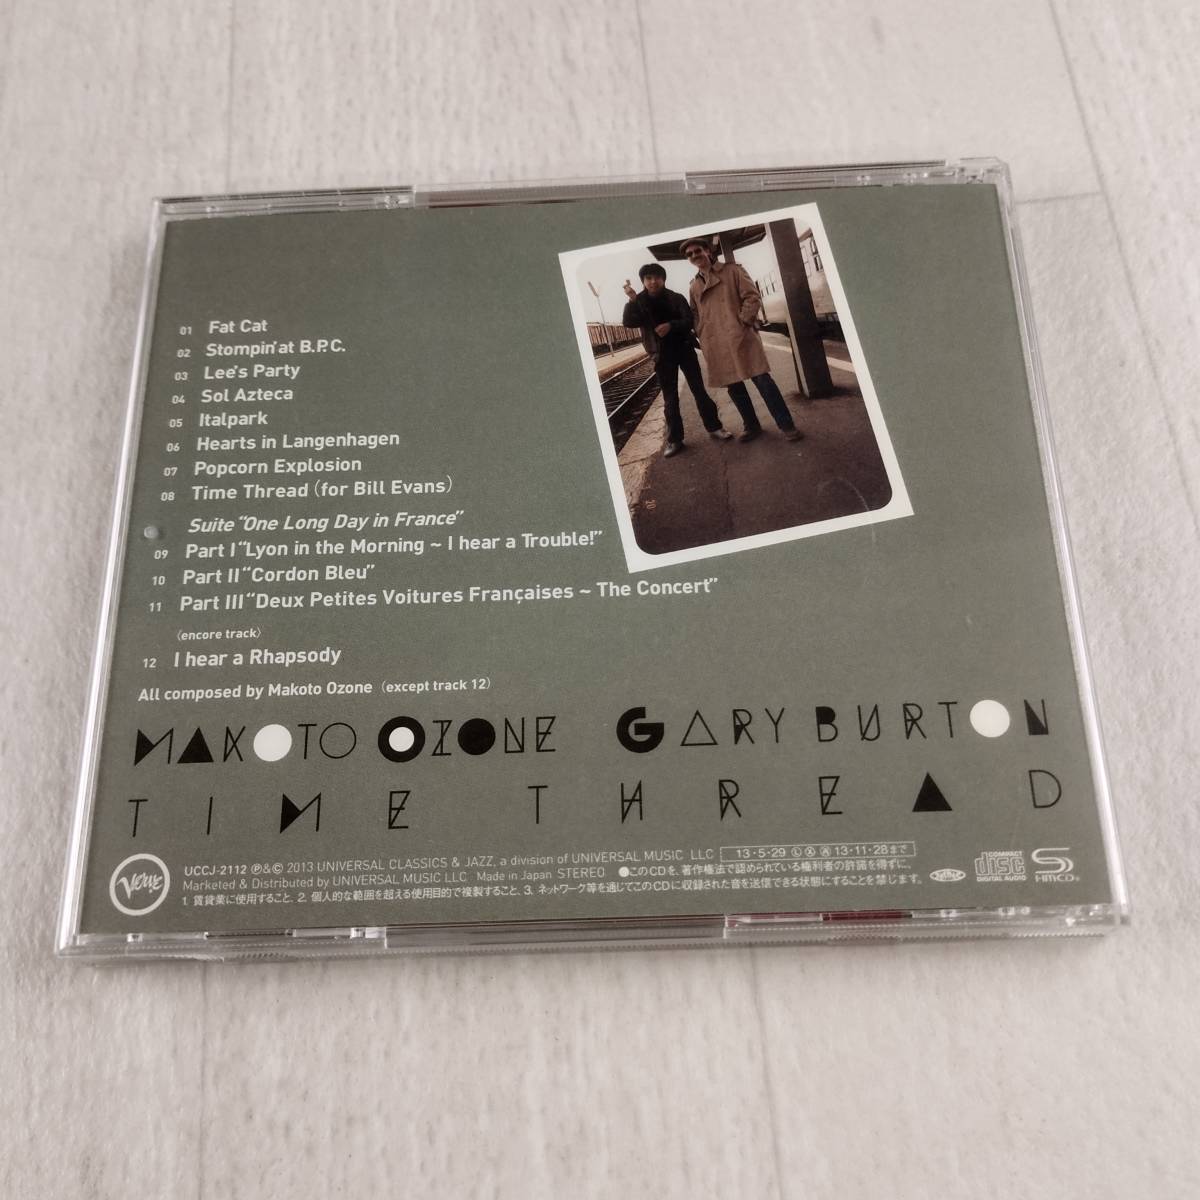 01 Fat Cat
02 Stompin' at B.P.C.
03 Lee's Party
04 Sol Azteca
05 Italpark
06 Hearts in Langenhagen
07 Popcorn Explosion
08 Time Thread (for Bill Evans)
Suite “One Long Day in France”
09 Part I “Lyon in the Morning ~ I hear a Trouble!”
10 Part II “Cordon Bleu”
11 Part III “Deux Petites Voitures Françaises ~ The Concert”
〈encore track〉
12 I hear a Rhapsody
All composed by Makoto Ozone (except track 12)
MAKOTO OZONE GARY BURTON
TIME THREAD
Verve
UCCJ-2112 ℗&© 2013 UNIVERSAL CLASSICS & JAZZ, a division of UNIVERSAL MUSIC LLC 13・5・29 Ⓛ Ⓧ Ⓐ 13・11・28まで
Marketed & Distributed by UNIVERSAL MUSIC LLC Made in Japan STEREO ●このCDを、著作権法で認められている権利者の許諾を得ずに、
1. 賃貸業に使用すること、2. 個人的な範囲を超える使用目的で複製すること、3. ネットワーク等を通じてこのCDに収録された音を送信できる状態にすることを禁じます。
COMPACT
disc
DIGITAL AUDIO
SHM-CD